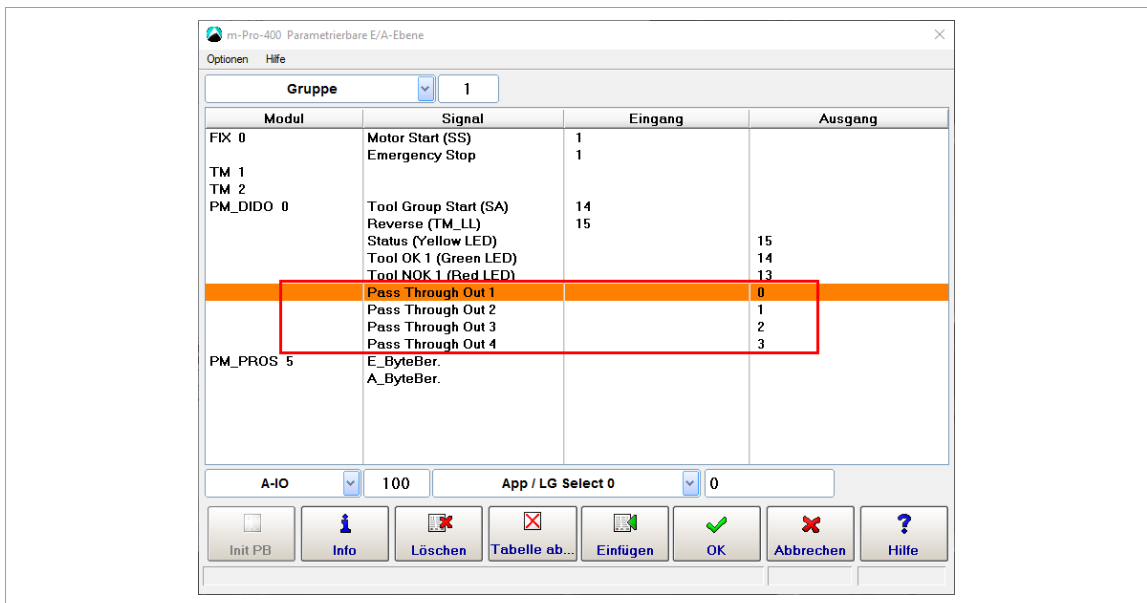 m-Pro-400 Parametrierbare E/A-Ebene
Optionen Hilfe
Gruppe 1
Modul Signal Eingang Ausgang
FIX 0 Motor Start (SS) 1
Emergency Stop 1
TM 1
TM 2
PM_DIDO 0 Tool Group Start (SA) 14
Reverse (TM_LL) 15
Status (Yellow LED) 15
Tool OK 1 (Green LED) 14
Tool NOK 1 (Red LED) 13
Pass Through Out 1 0
Pass Through Out 2 1
Pass Through Out 3 2
Pass Through Out 4 3
PM_PROS 5 E_ByteBer.
A_ByteBer.
A-IO 100 App / LG Select 0 0
Init PB Info Löschen Tabelle ab... Einfügen OK Abbrechen Hilfe